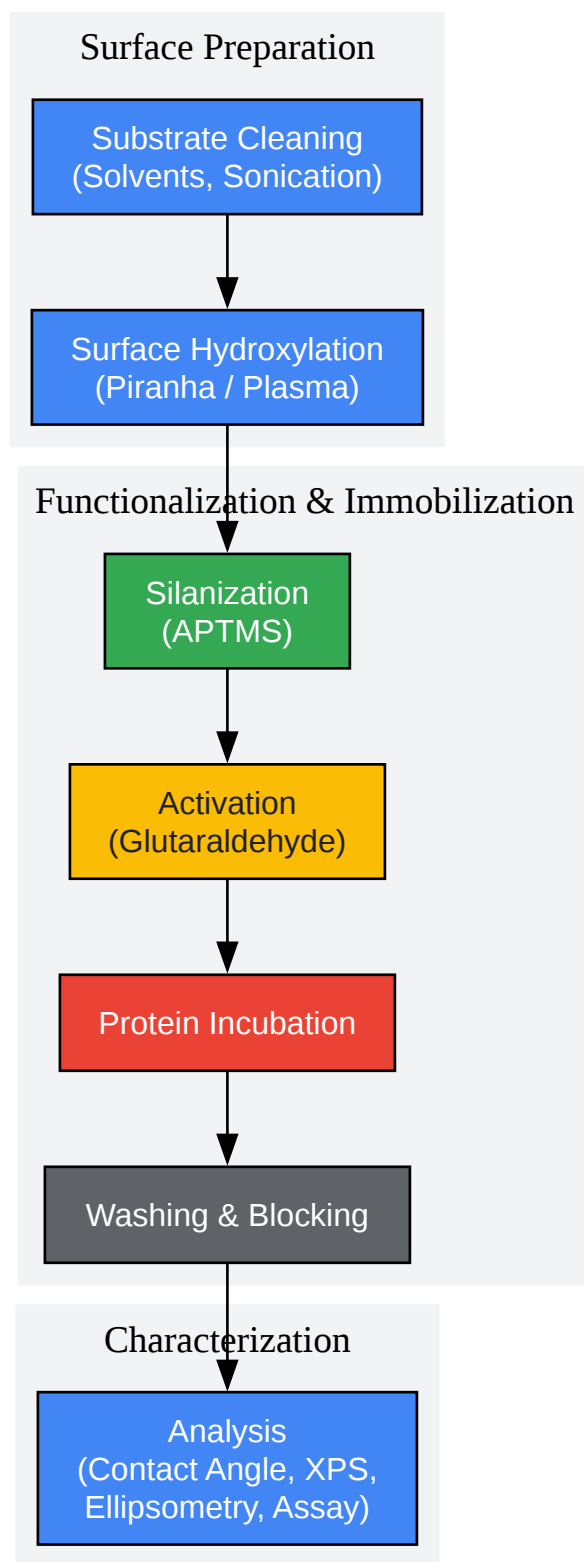 Surface Preparation
Substrate Cleaning
(Solvents, Sonication)
Surface Hydroxylation
(Piranha / Plasma)
Functionalization & Immobilization
Silanization
(APTMS)
Activation
(Glutaraldehyde)
Protein Incubation
Washing & Blocking
Characterization
Analysis
(Contact Angle, XPS,
Ellipsometry, Assay)